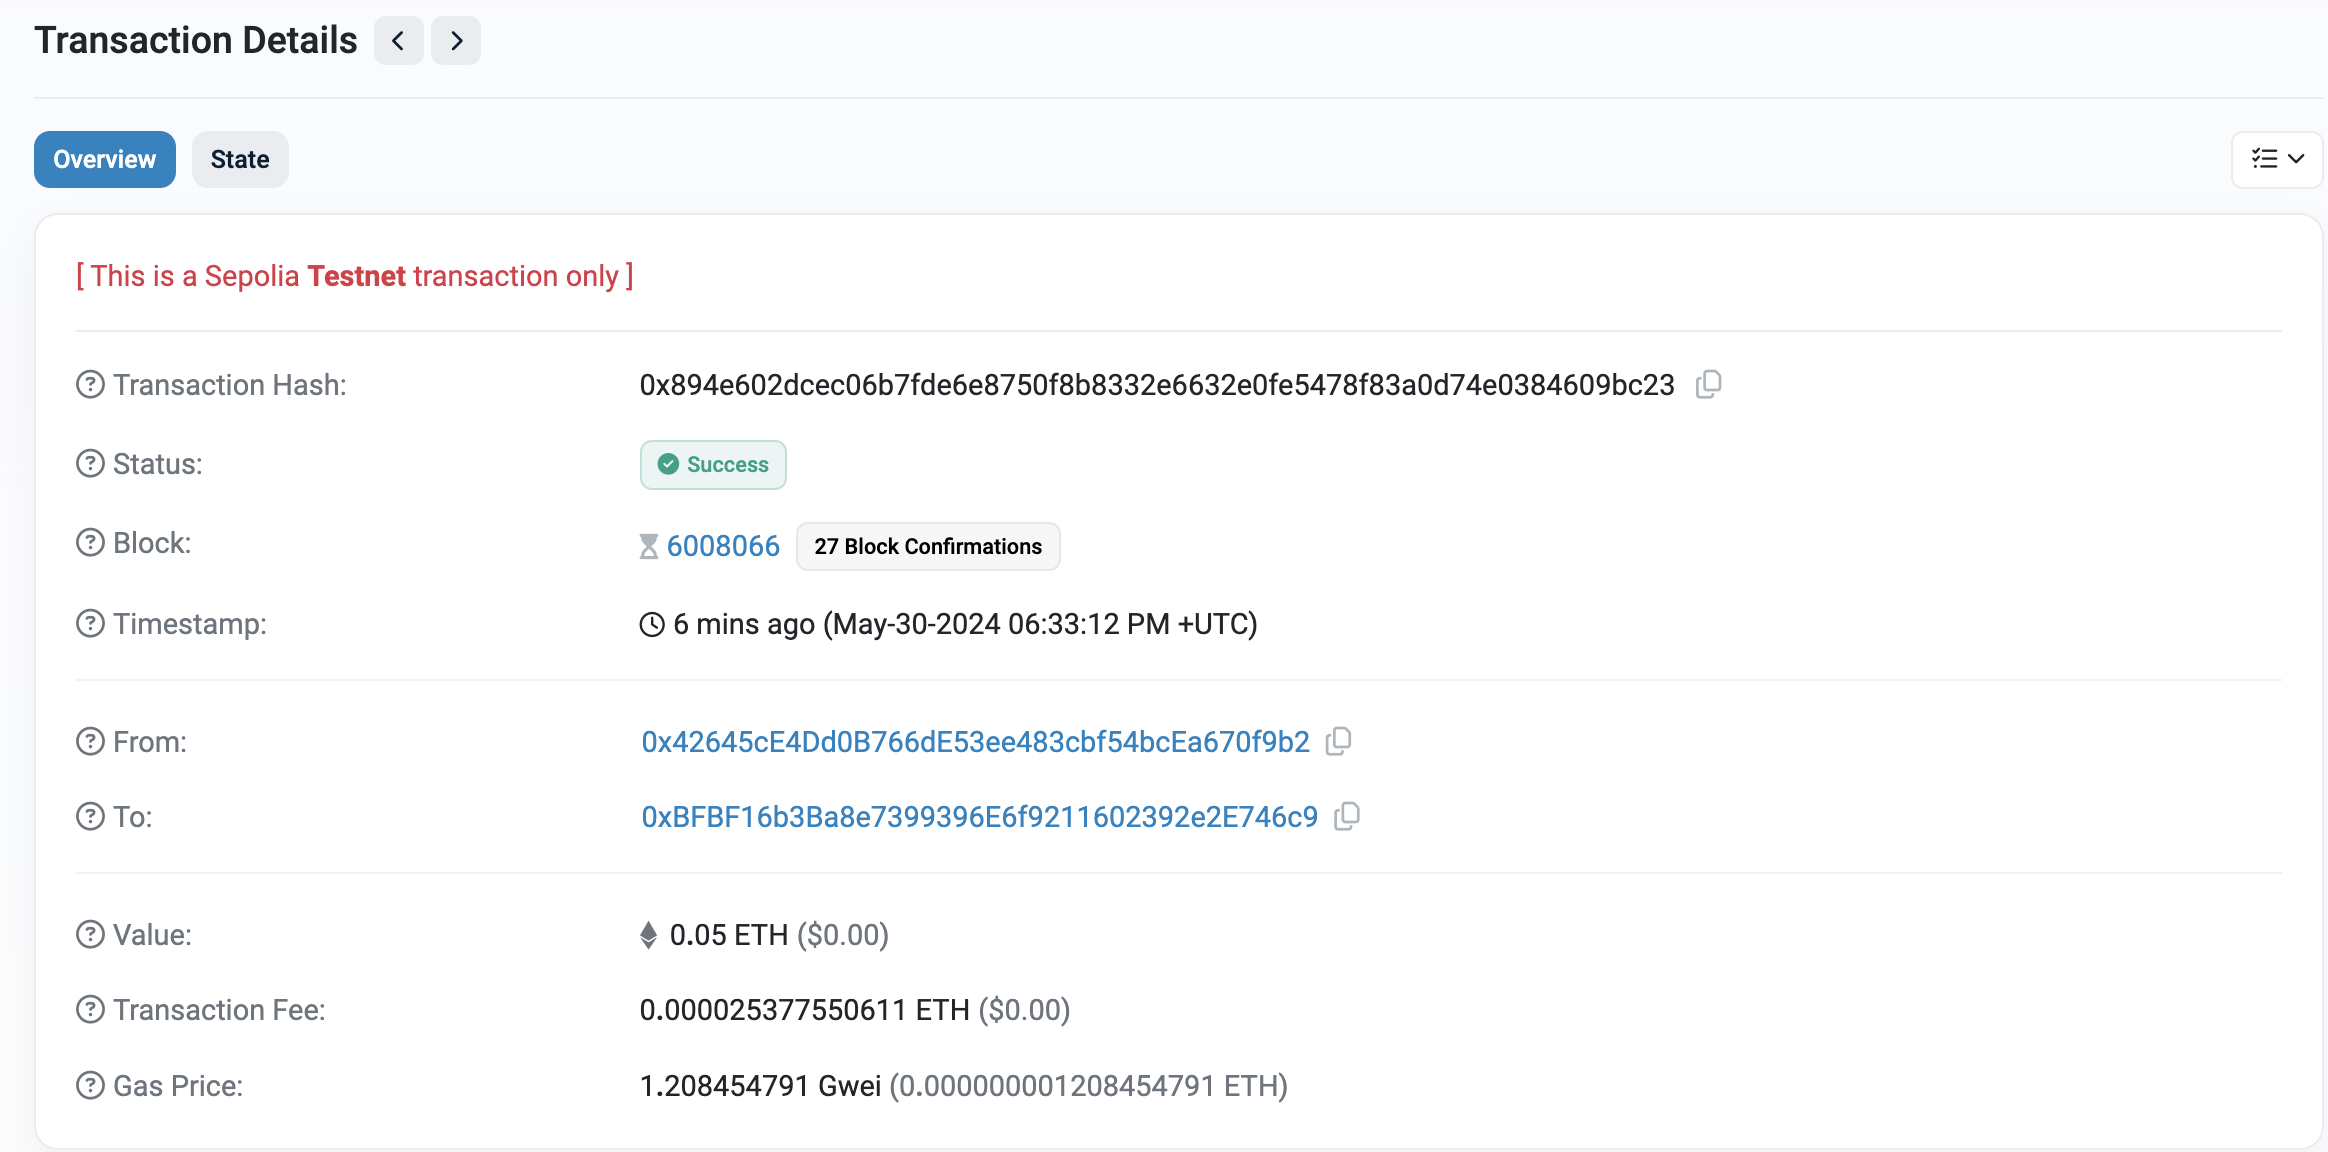 Transaction Details
Overview State
[ This is a Sepolia Testnet transaction only ]
Transaction Hash: 0x894e602dcec06b7fde6e8750f8b8332e6632e0fe5478f83a0d74e0384609bc23
Status: Success
Block: 6008066 27 Block Confirmations
Timestamp: 6 mins ago (May-30-2024 06:33:12 PM +UTC)
From: 0x42645cE4Dd0B766dE53ee483cbf54bcEa670f9b2
To: 0xBFBF16b3Ba8e7399396E6f9211602392e2E746c9
Value: 0.05 ETH ($0.00)
Transaction Fee: 0.000025377550611 ETH ($0.00)
Gas Price: 1.208454791 Gwei (0.000000001208454791 ETH)